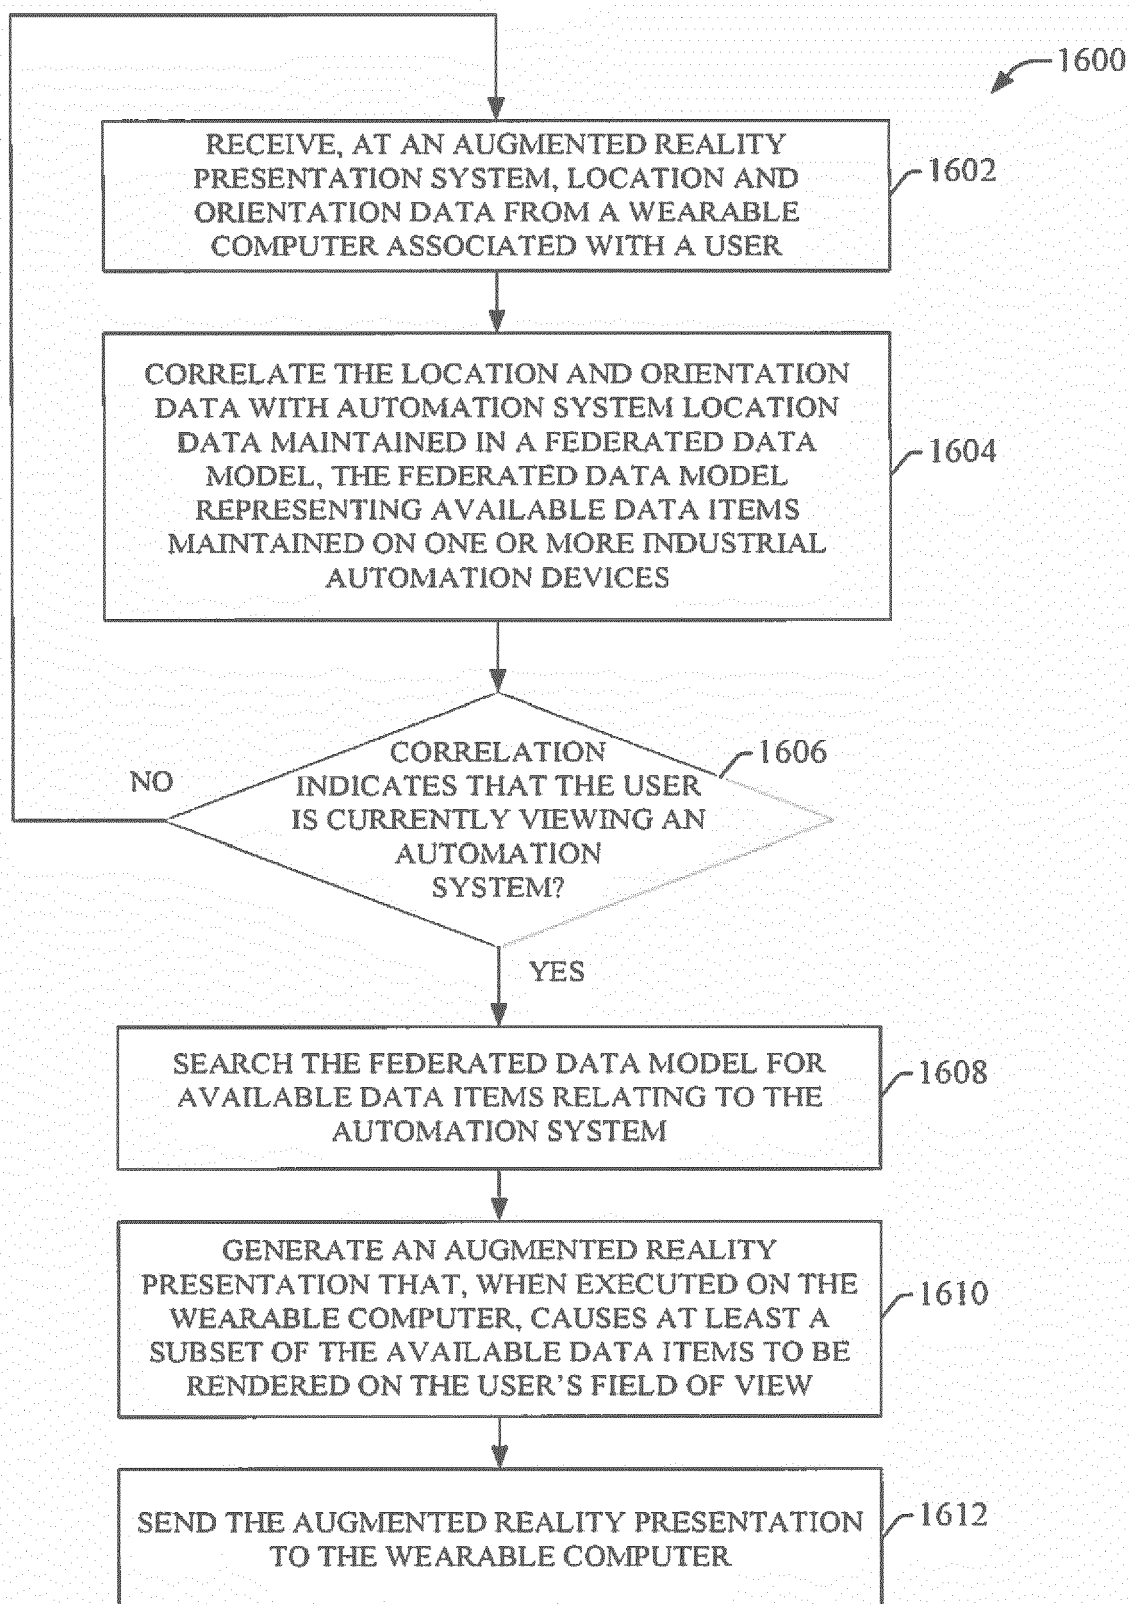 1600
RECEIVE, AT AN AUGMENTED REALITY
PRESENTATION SYSTEM, LOCATION AND
ORIENTATION DATA FROM A WEARABLE
COMPUTER ASSOCIATED WITH A USER
1602
CORRELATE THE LOCATION AND ORIENTATION
DATA WITH AUTOMATION SYSTEM LOCATION
DATA MAINTAINED IN A FEDERATED DATA
MODEL, THE FEDERATED DATA MODEL
REPRESENTING AVAILABLE DATA ITEMS
MAINTAINED ON ONE OR MORE INDUSTRIAL
AUTOMATION DEVICES
1604
CORRELATION
INDICATES THAT THE USER
IS CURRENTLY VIEWING AN
AUTOMATION
SYSTEM?
1606
NO
YES
SEARCH THE FEDERATED DATA MODEL FOR
AVAILABLE DATA ITEMS RELATING TO THE
AUTOMATION SYSTEM
1608
GENERATE AN AUGMENTED REALITY
PRESENTATION THAT, WHEN EXECUTED ON THE
WEARABLE COMPUTER, CAUSES AT LEAST A
SUBSET OF THE AVAILABLE DATA ITEMS TO BE
RENDERED ON THE USER'S FIELD OF VIEW
1610
SEND THE AUGMENTED REALITY PRESENTATION
TO THE WEARABLE COMPUTER
1612